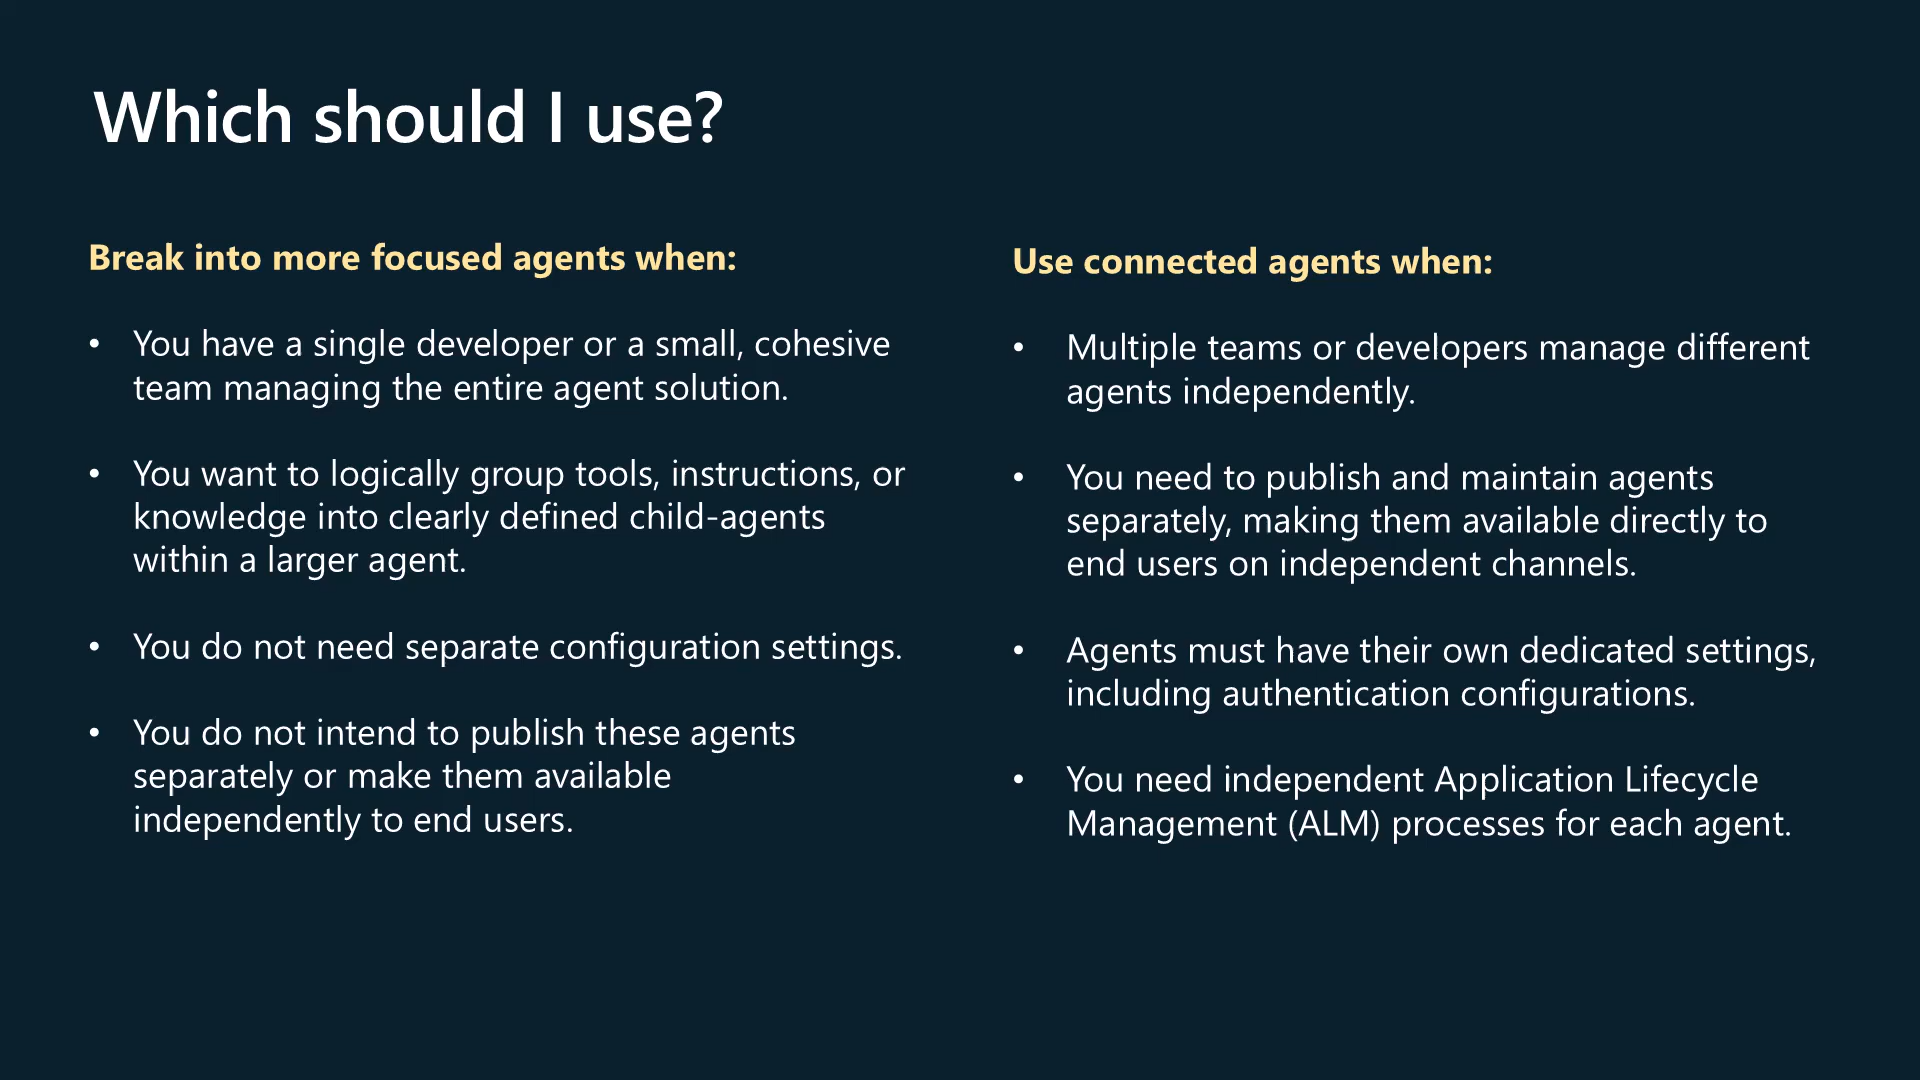 Which should I use?
Break into more focused agents when:
• You have a single developer or a small, cohesive
team managing the entire agent solution.
• You want to logically group tools, instructions, or
knowledge into clearly defined child-agents
within a larger agent.
• You do not need separate configuration settings.
• You do not intend to publish these agents
separately or make them available
independently to end users.
Use connected agents when:
• Multiple teams or developers manage different
agents independently.
• You need to publish and maintain agents
separately, making them available directly to
end users on independent channels.
• Agents must have their own dedicated settings,
including authentication configurations.
• You need independent Application Lifecycle
Management (ALM) processes for each agent.